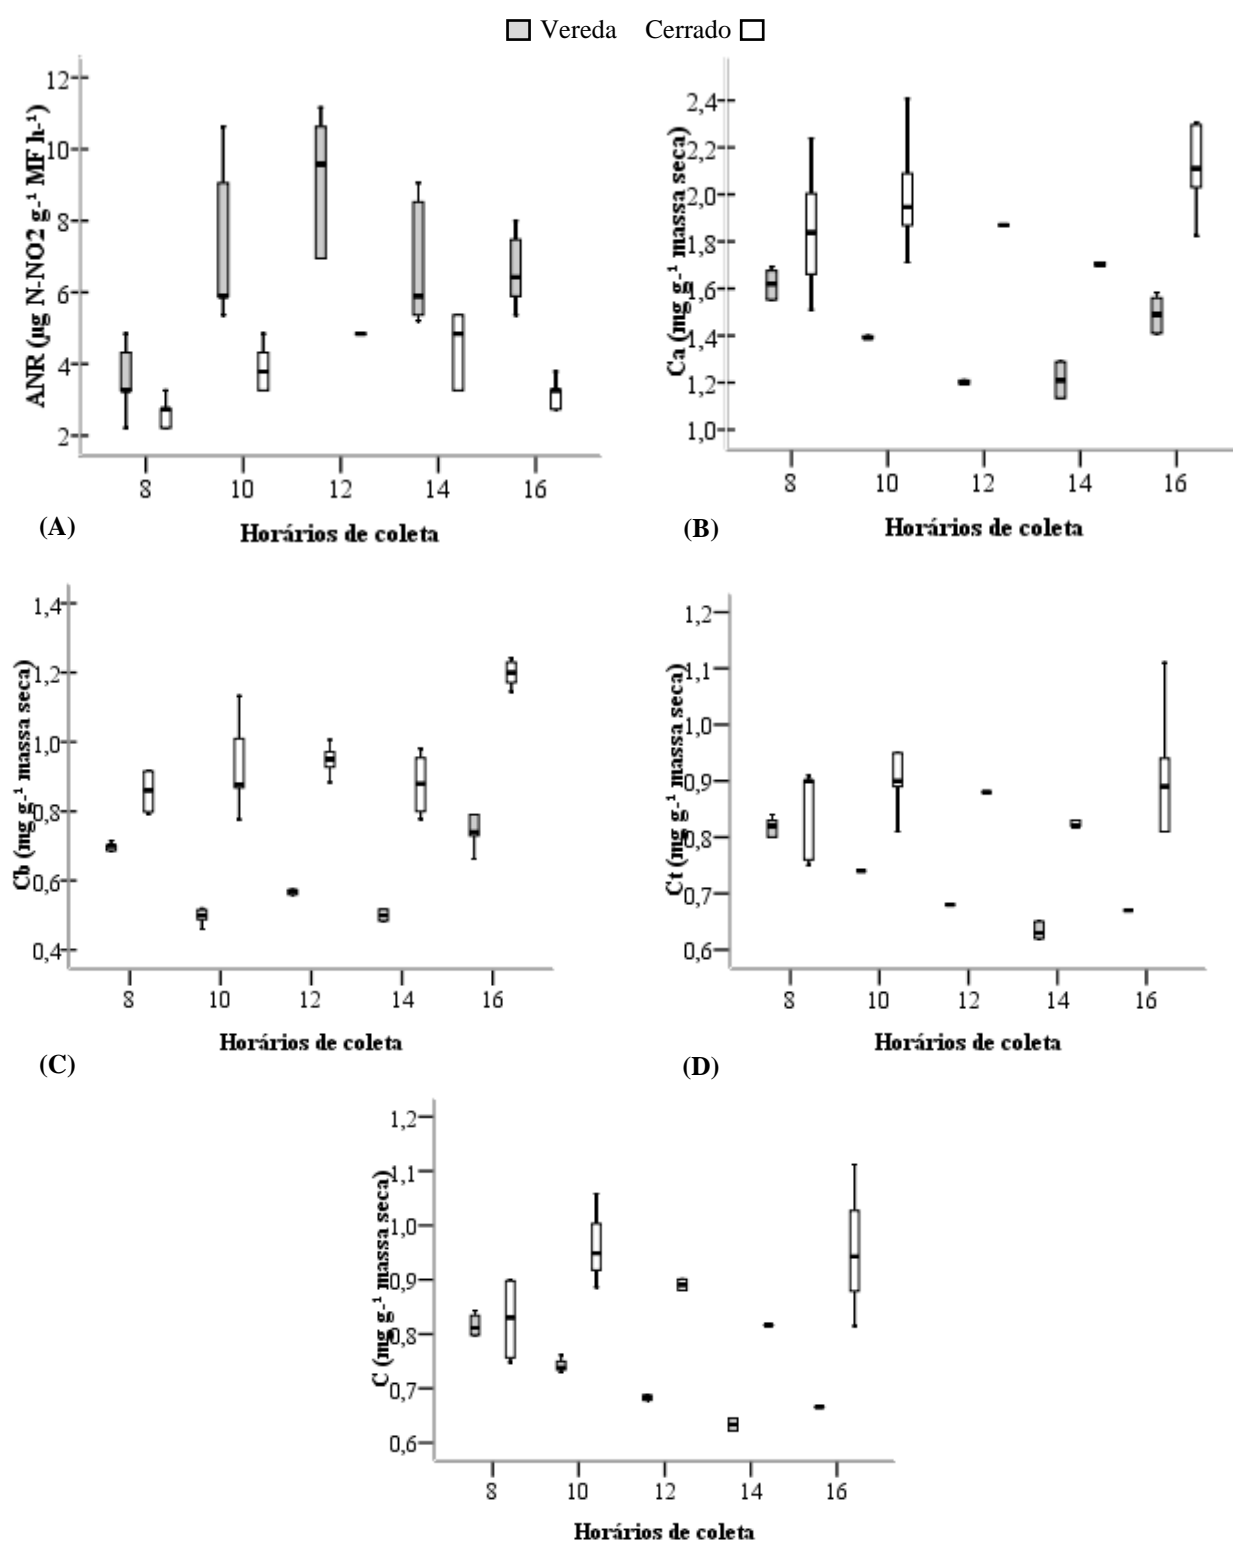 Vereda Cerrado
12
10
8
6
4
2
ANR (µg N-NO2 g-¹ MF h-¹)
8 10 12 14 16
Horários de coleta
(A)
2,4
2,2
2,0
1,8
1,6
1,4
1,2
1,0
Ca (mg g-¹ massa seca)
8 10 12 14 16
Horários de coleta
(B)
1,4
1,2
1,0
0,8
0,6
0,4
Cb (mg g-¹ massa seca)
8 10 12 14 16
Horários de coleta
(C)
1,2
1,1
1,0
0,9
0,8
0,7
0,6
Ct (mg g-¹ massa seca)
8 10 12 14 16
Horários de coleta
(D)
1,2
1,1
1,0
0,9
0,8
0,7
0,6
C (mg g-¹ massa seca)
8 10 12 14 16
Horários de coleta